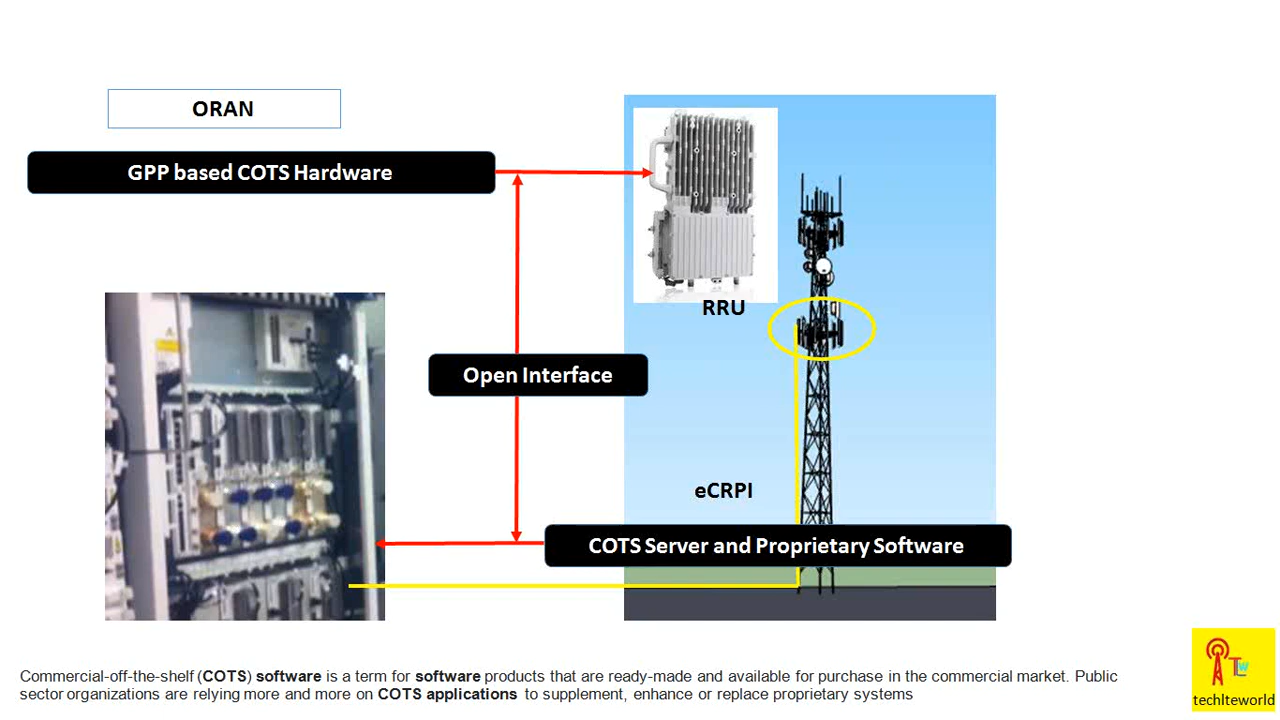 ORAN
GPP based COTS Hardware
RRU
Open Interface
eCRPI
COTS Server and Proprietary Software
Commercial-off-the-shelf (COTS) software is a term for software products that are ready-made and available for purchase in the commercial market. Public
sector organizations are relying more and more on COTS applications to supplement, enhance or replace proprietary systems
TLw
techlteworld